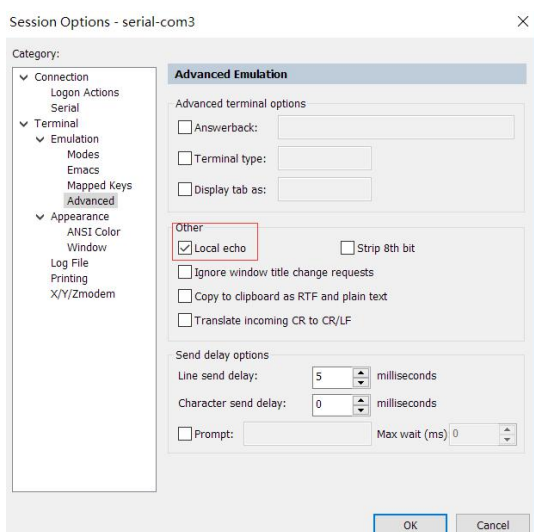 Session Options - serial-com3
Category:
Connection
Logon Actions
Serial
Terminal
Emulation
Modes
Emacs
Mapped Keys
Advanced
Appearance
ANSI Color
Window
Log File
Printing
X/Y/Zmodem
Advanced Emulation
Advanced terminal options
Answerback:
Terminal type:
Display tab as:
Other
Local echo Strip 8th bit
Ignore window title change requests
Copy to clipboard as RTF and plain text
Translate incoming CR to CR/LF
Send delay options
Line send delay: 5 milliseconds
Character send delay: 0 milliseconds
Prompt: Max wait (ms) 0
OK Cancel